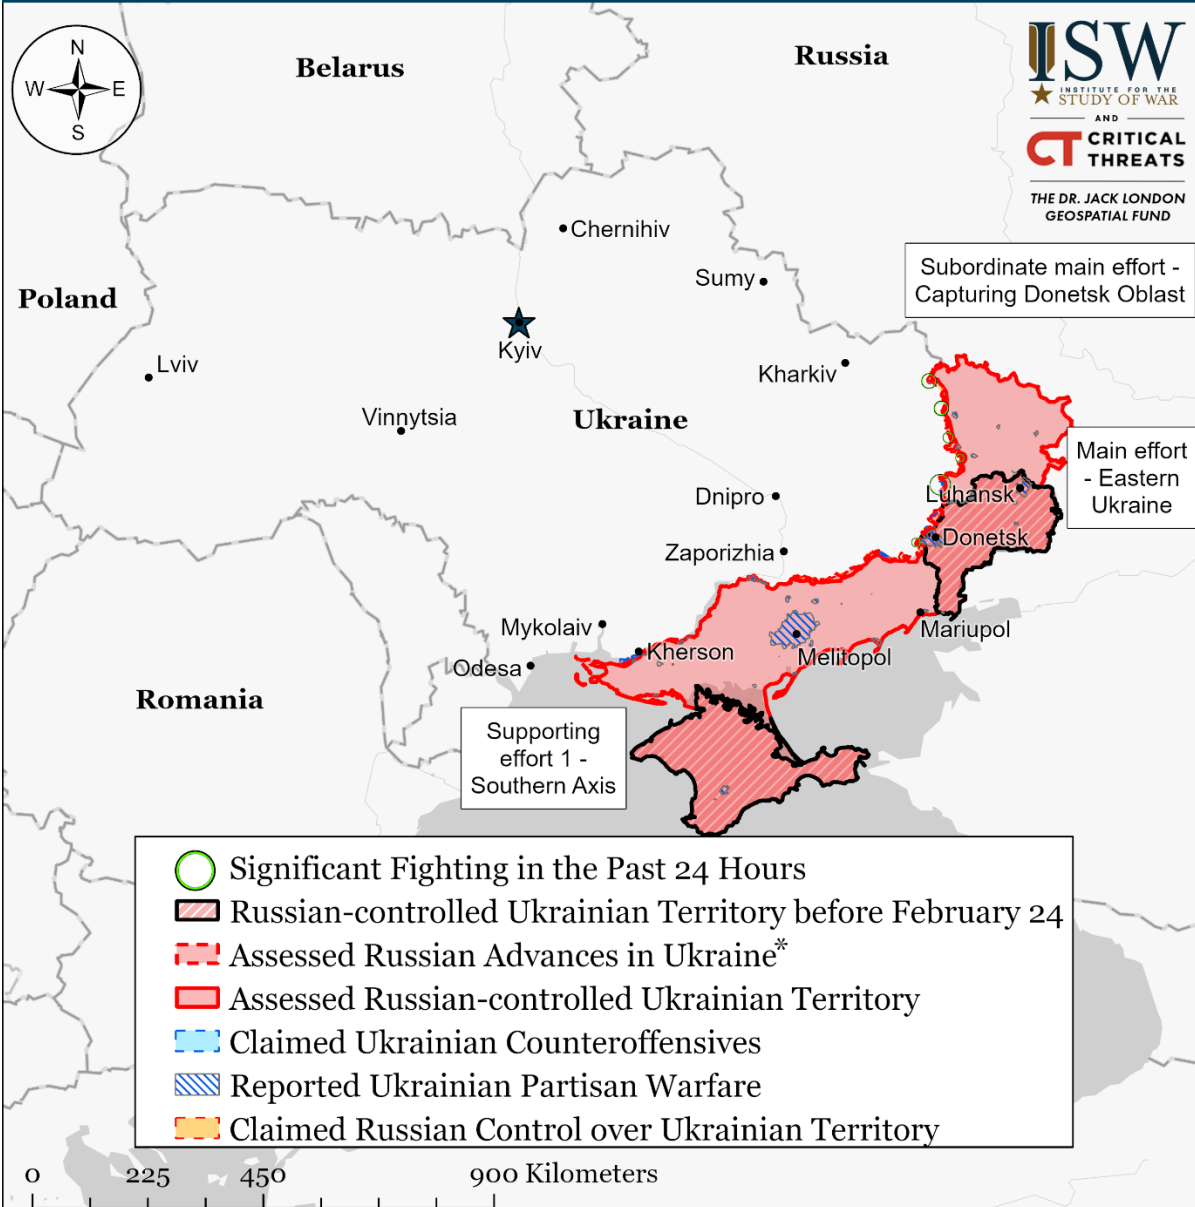 N
W
E
S
Belarus
Russia
ISW
INSTITUTE FOR THE
STUDY OF WAR
AND
CT CRITICAL
THREATS
THE DR. JACK LONDON
GEOSPATIAL FUND
Chernihiv
Sumy
Subordinate main effort -
Capturing Donetsk Oblast
Poland
Kyiv
Lviv
Kharkiv
Vinnytsia
Ukraine
Main effort
- Eastern
Ukraine
Dnipro
Luhansk
Donetsk
Zaporizhia
Mykolaiv
Mariupol
Kherson
Melitopol
Odesa
Romania
Supporting
effort 1 -
Southern Axis
Significant Fighting in the Past 24 Hours
Russian-controlled Ukrainian Territory before February 24
Assessed Russian Advances in Ukraine*
Assessed Russian-controlled Ukrainian Territory
Claimed Ukrainian Counteroffensives
Reported Ukrainian Partisan Warfare
Claimed Russian Control over Ukrainian Territory
0 225 450 900 Kilometers